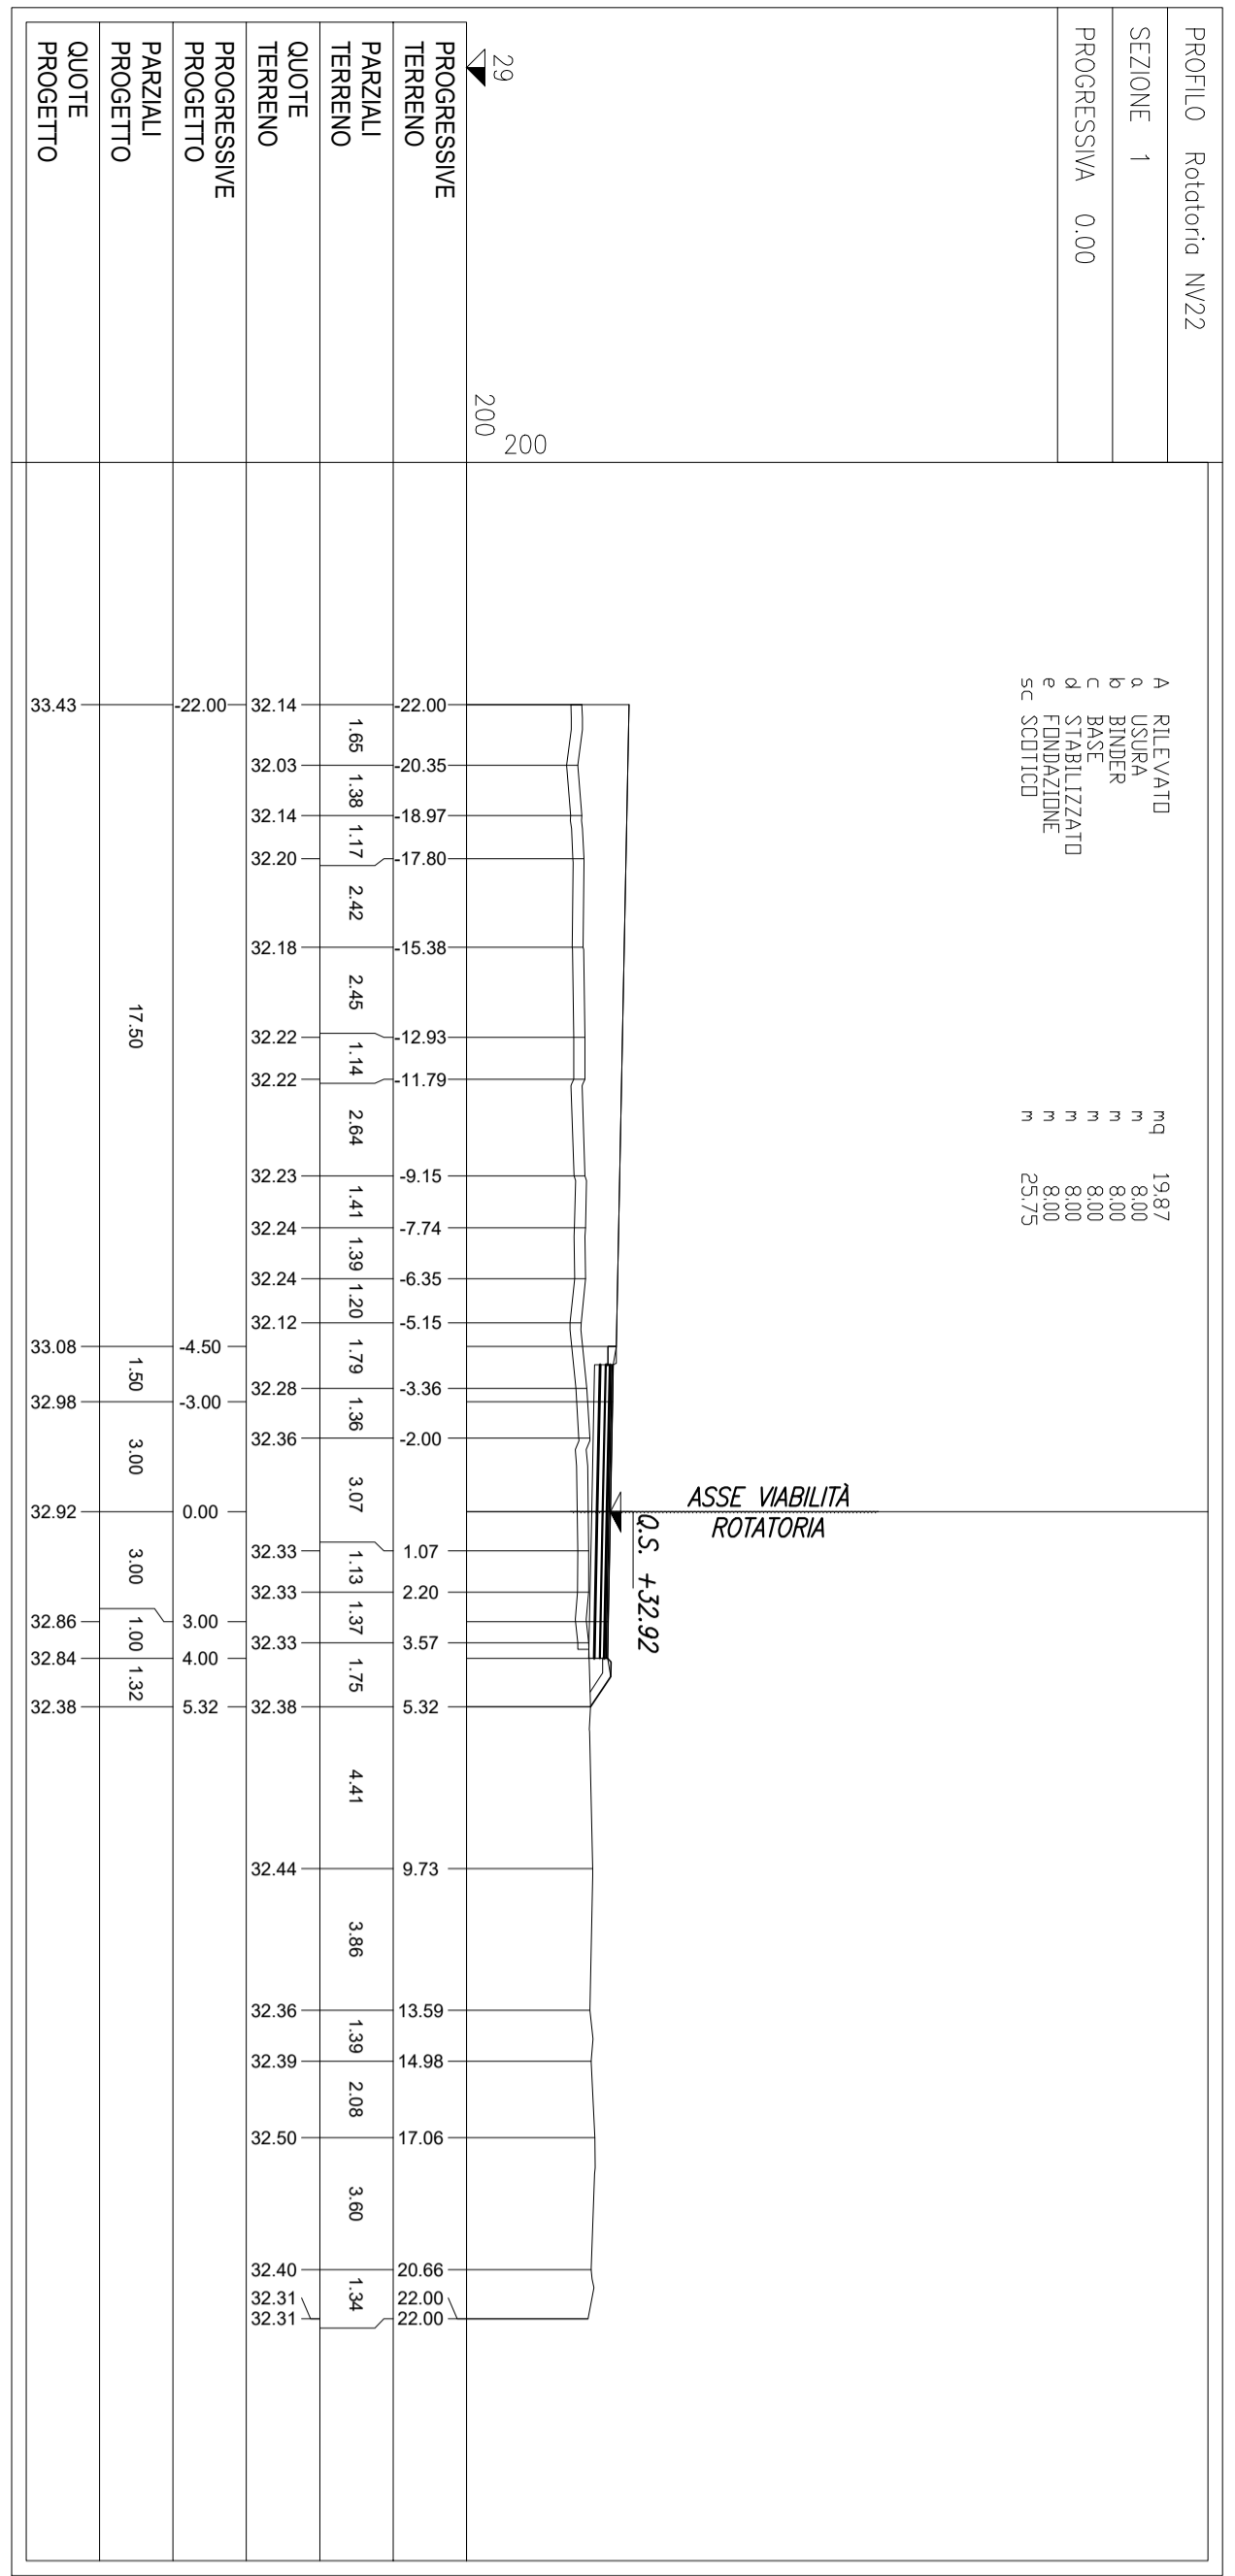 PROFILO Rotatoria NV22
SEZIONE 1
PROGRESSIVA 0.00
A RILEVATO mq 19.87
a USURA m 8.00
b BINDER m 8.00
c BASE m 8.00
d STABILIZZATO m 8.00
e FONDAZIONE m 8.00
sc SCOTICO m 25.75
ASSE VIABILITÀ
ROTATORIA
Q.S. +32.92
200
200
29
PROGRESSIVE
TERRENO
-22.00 -20.35 -18.97 -17.80 -15.38 -12.93 -11.79 -9.15 -7.74 -6.35 -5.15 -3.36 -2.00 1.07 2.20 3.57 5.32 9.73 13.59 14.98 17.06 20.66 22.00 22.00
PARZIALI
TERRENO
1.65 1.38 1.17 2.42 2.45 1.14 2.64 1.41 1.39 1.20 1.79 1.36 3.07 1.13 1.37 1.75 4.41 3.86 1.39 2.08 3.60 1.34
QUOTE
TERRENO
32.14 32.03 32.14 32.20 32.18 32.22 32.22 32.23 32.24 32.24 32.12 32.28 32.36 32.33 32.33 32.33 32.38 32.44 32.36 32.39 32.50 32.40 32.31 32.31
PROGRESSIVE
PROGETTO
-22.00 -4.50 -3.00 0.00 3.00 4.00 5.32
PARZIALI
PROGETTO
17.50 1.50 3.00 3.00 1.00 1.32
QUOTE
PROGETTO
33.43 33.08 32.98 32.92 32.86 32.84 32.38